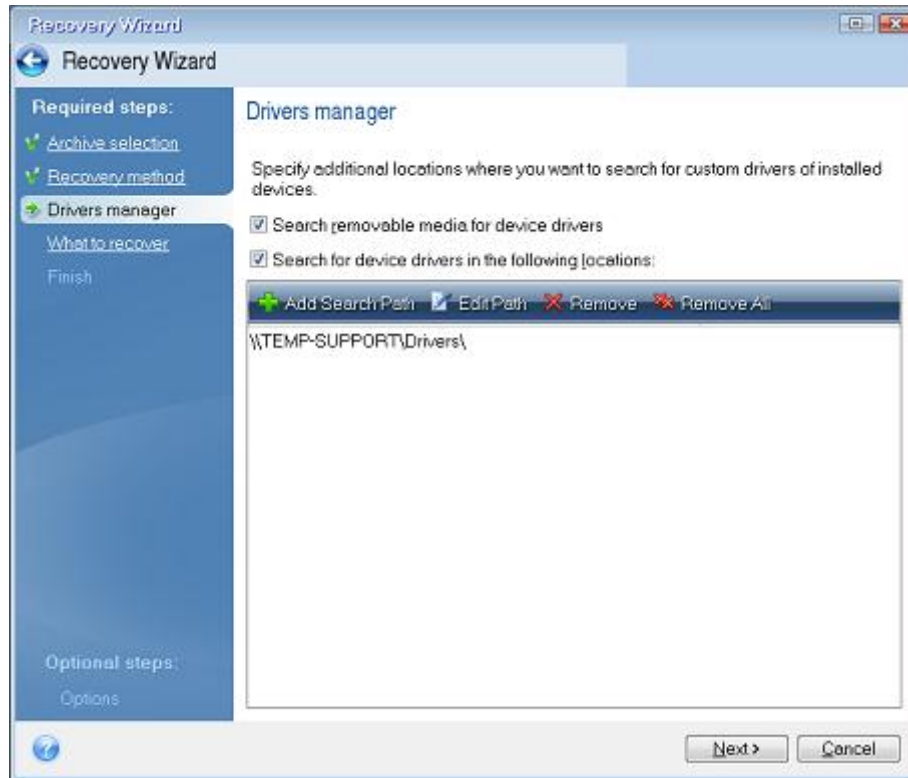 Recovery Wizard
Recovery Wizard
Required steps:
Archive selection
Recovery method
Drivers manager
What to recover
Finish
Optional steps:
Options
Drivers manager
Specify additional locations where you want to search for custom drivers of installed
devices.
Search removable media for device drivers
Search for device drivers in the following locations:
Add Search Path Edit Path Remove Remove All
\\TEMP-SUPPORT\Drivers\
Next > Cancel